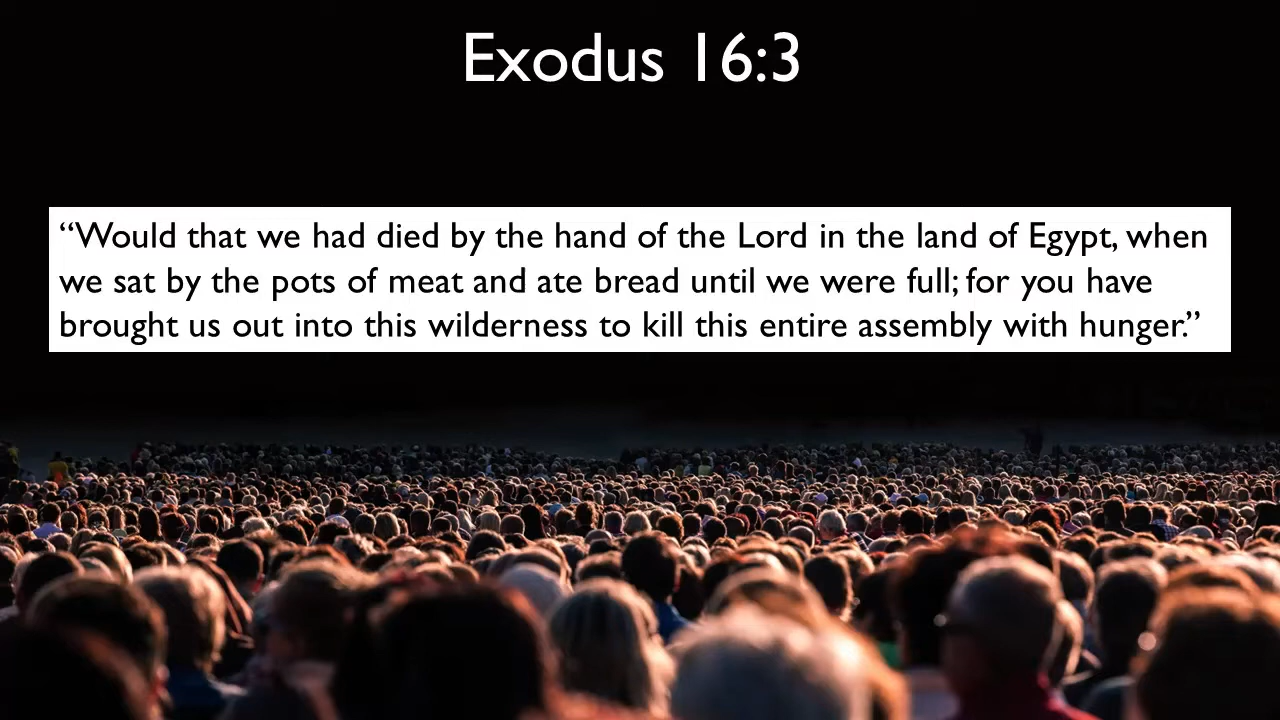 Exodus 16:3
“Would that we had died by the hand of the Lord in the land of Egypt, when
we sat by the pots of meat and ate bread until we were full; for you have
brought us out into this wilderness to kill this entire assembly with hunger.”